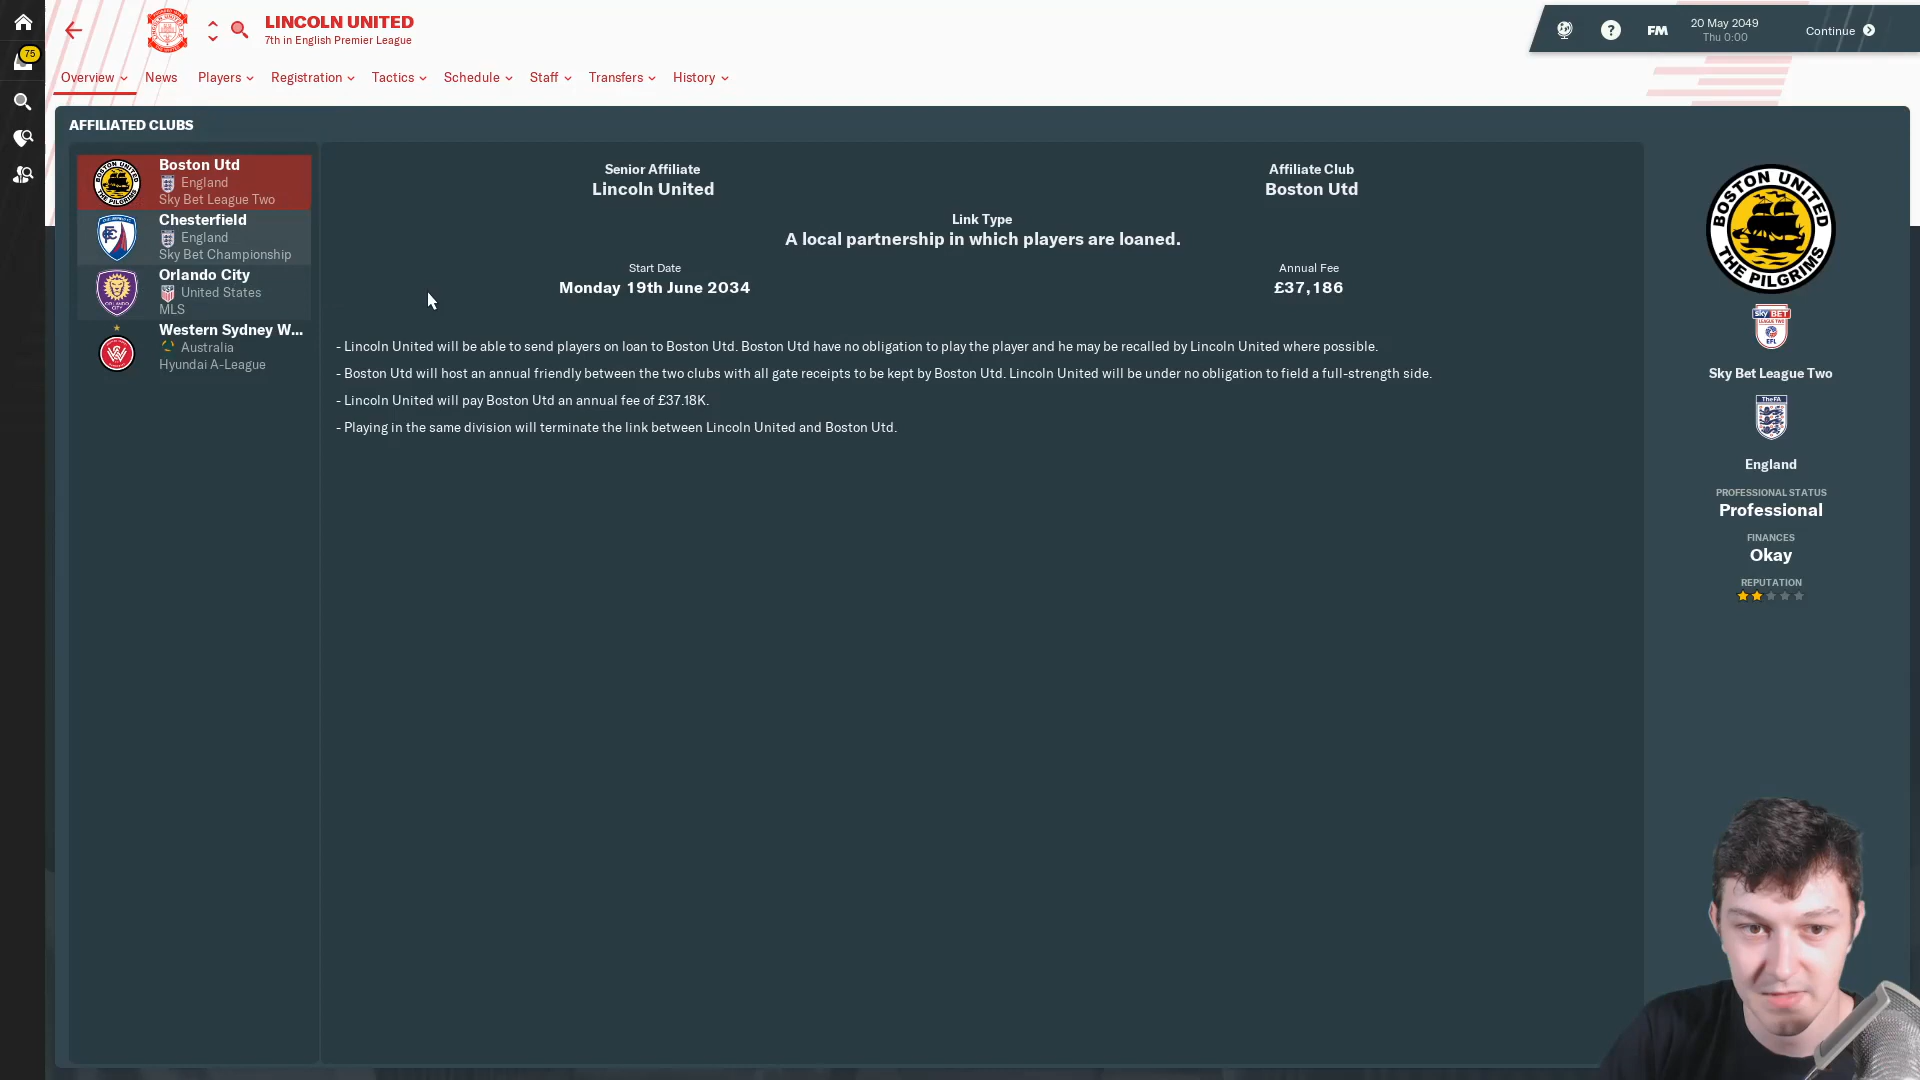 LINCOLN UNITED
7th in English Premier League
75
FM
20 May 2049
Thu 0:00
Continue
Overview
News
Players
Registration
Tactics
Schedule
Staff
Transfers
History
AFFILIATED CLUBS
Boston Utd
England
Sky Bet League Two
Chesterfield
England
Sky Bet Championship
Orlando City
United States
MLS
Western Sydney W...
Australia
Hyundai A-League
Senior Affiliate
Lincoln United
Affiliate Club
Boston Utd
Link Type
A local partnership in which players are loaned.
Start Date
Monday 19th June 2034
Annual Fee
£37,186
- Lincoln United will be able to send players on loan to Boston Utd. Boston Utd have no obligation to play the player and he may be recalled by Lincoln United where possible.
- Boston Utd will host an annual friendly between the two clubs with all gate receipts to be kept by Boston Utd. Lincoln United will be under no obligation to field a full-strength side.
- Lincoln United will pay Boston Utd an annual fee of £37.18K.
- Playing in the same division will terminate the link between Lincoln United and Boston Utd.
BOSTON UNITED
THE PILGRIMS
sky BET
EFL
Sky Bet League Two
The FA
England
PROFESSIONAL STATUS
Professional
FINANCES
Okay
REPUTATION